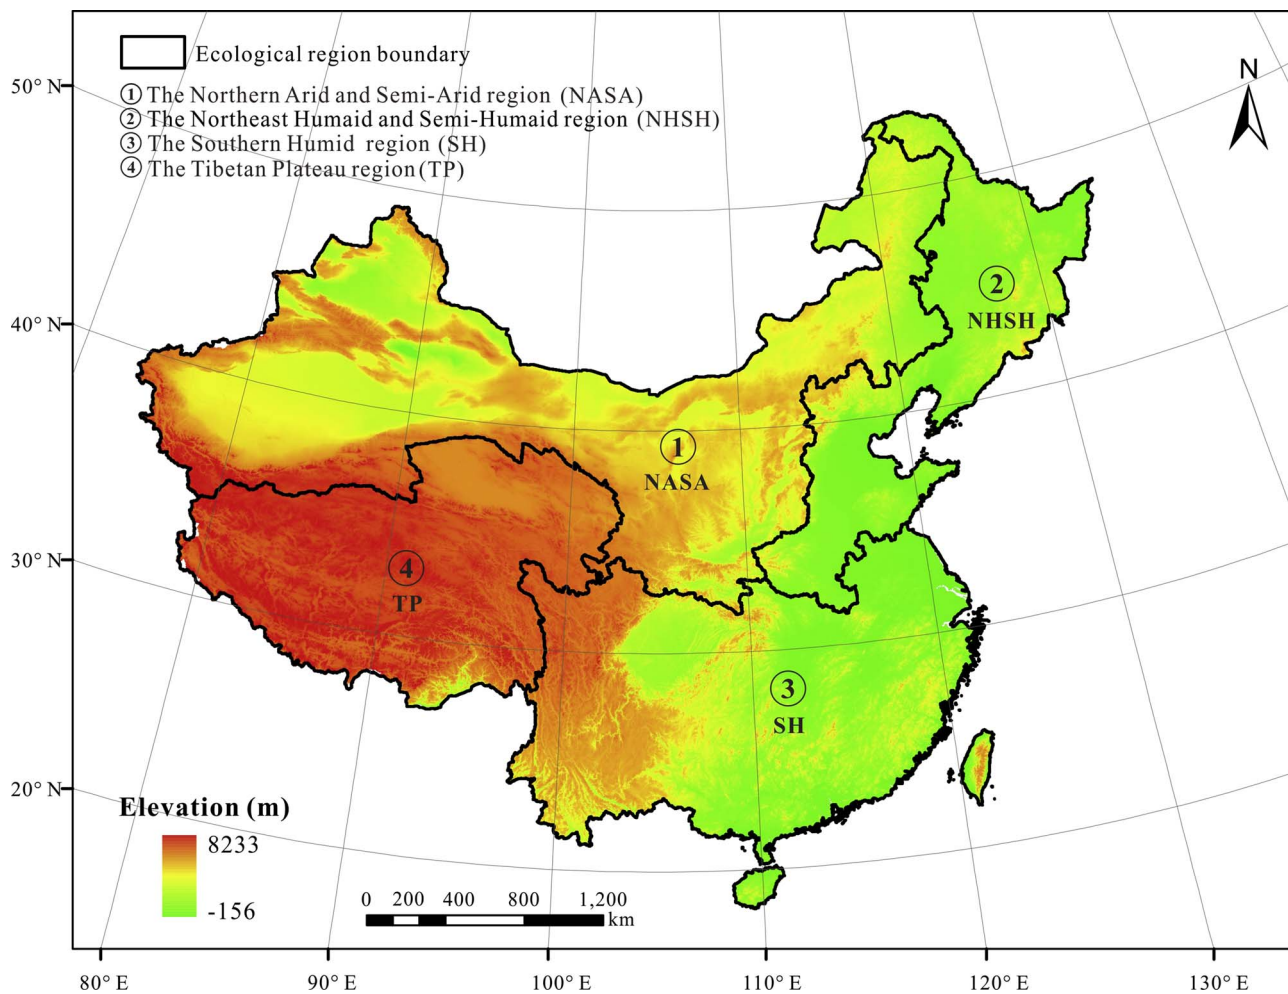 Ecological region boundary
① The Northern Arid and Semi-Arid region (NASA)
② The Northeast Humaid and Semi-Humaid region (NHSH)
③ The Southern Humid region (SH)
④ The Tibetan Plateau region (TP)
N
50° N
40° N
30° N
20° N
2
NHSH
1
NASA
4
TP
3
SH
Elevation (m)
8233
-156
0 200 400 800 1,200
km
80° E 90° E 100° E 110° E 120° E 130° E